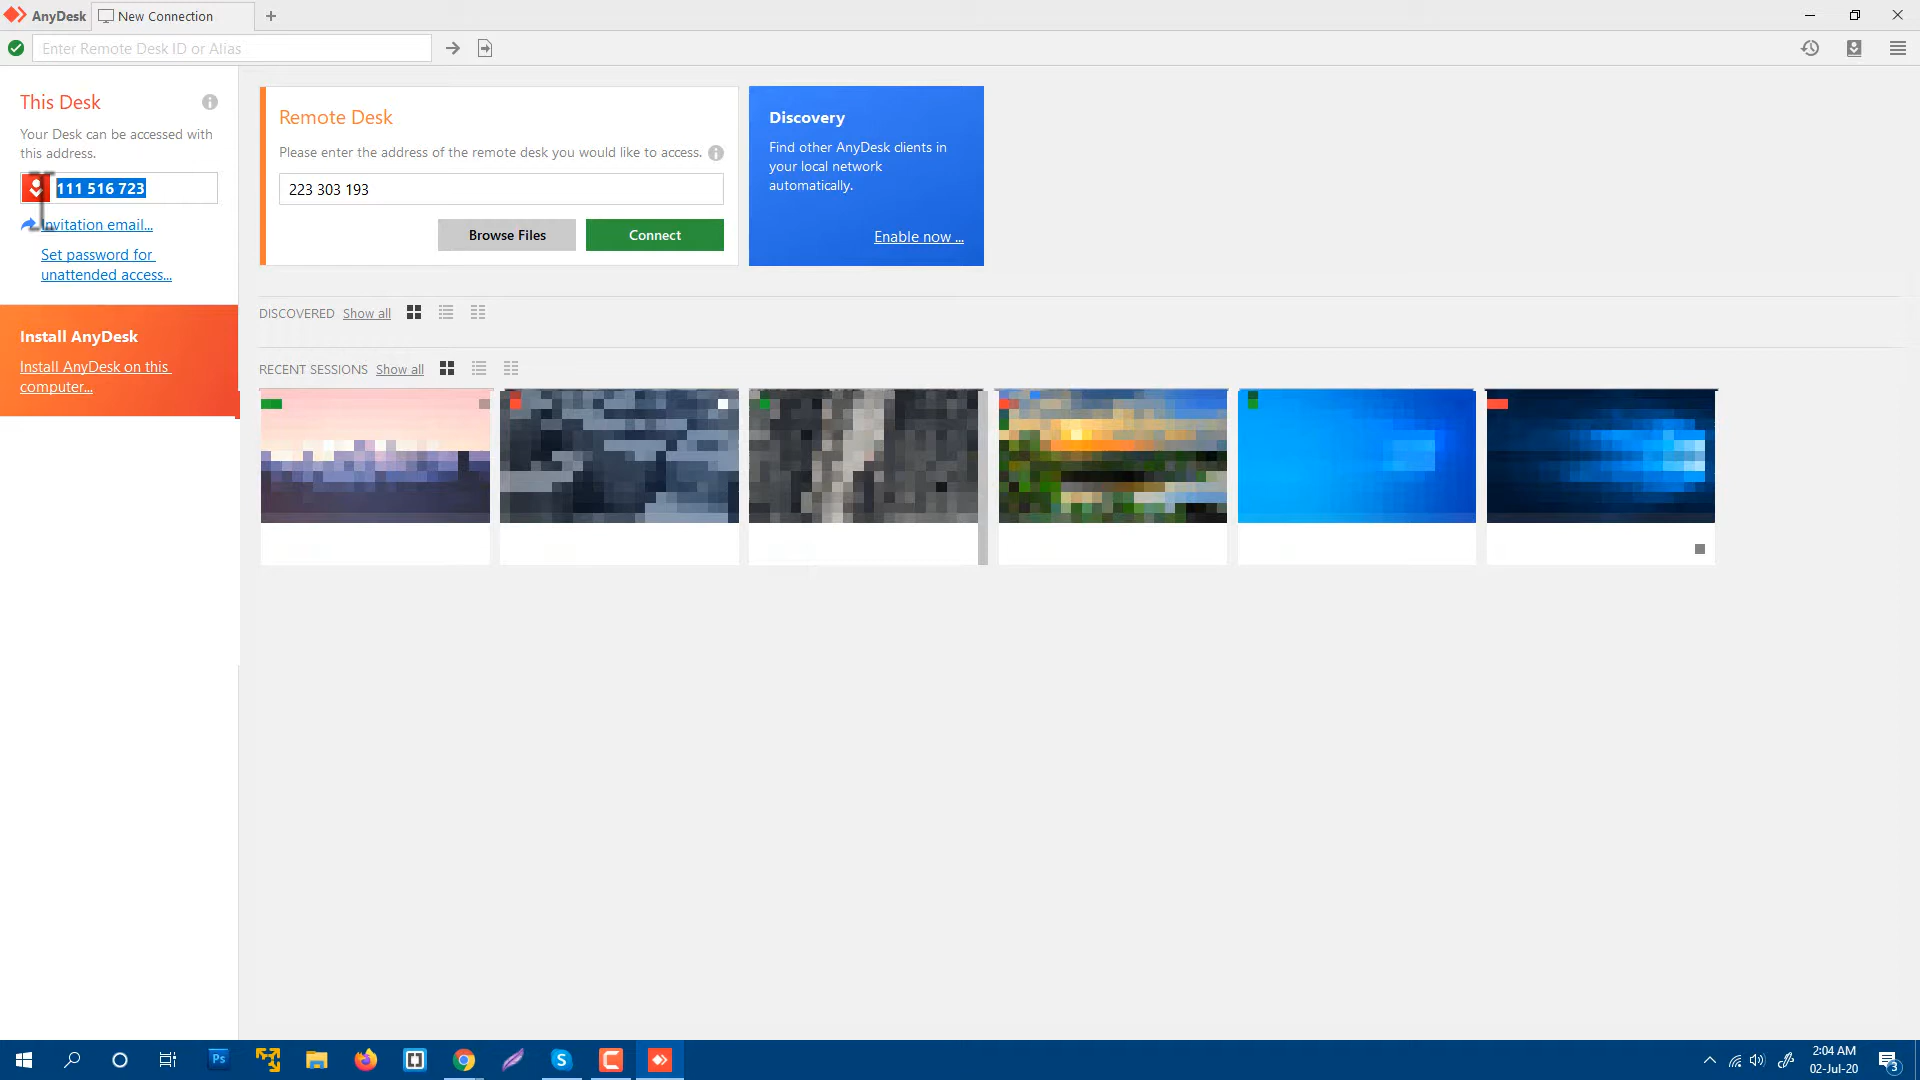 AnyDesk
New Connection
Enter Remote Desk ID or Alias
This Desk
Your Desk can be accessed with
this address.
111 516 723
Invitation email...
Set password for
unattended access...
Install AnyDesk
Install AnyDesk on this
computer...
Remote Desk
Please enter the address of the remote desk you would like to access.
223 303 193
Browse Files
Connect
Discovery
Find other AnyDesk clients in
your local network
automatically.
Enable now ...
DISCOVERED Show all
RECENT SESSIONS Show all
Ps
S
C
2:04 AM
02-Jul-20
3